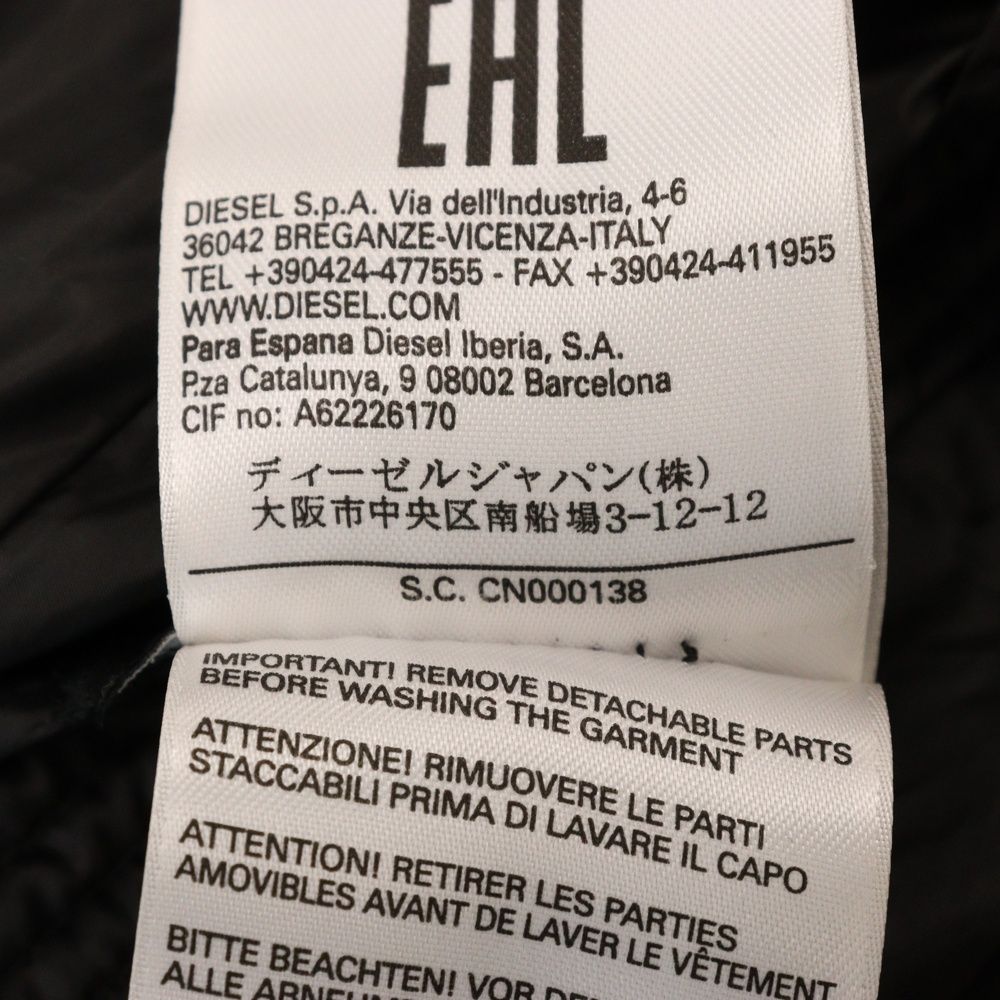 EAC
DIESEL S.p.A. Via dell'Industria, 4-6
36042 BREGANZE-VICENZA-ITALY
TEL +390424-477555 - FAX +390424-411955
WWW.DIESEL.COM
Para Espana Diesel Iberia, S.A.
P.za Catalunya, 9 08002 Barcelona
CIF no: A62226170
ディーゼルジャパン(株)
大阪市中央区南船場3-12-12
S.C. CN000138
IMPORTANT! REMOVE DETACHABLE PARTS
BEFORE WASHING THE GARMENT
ATTENZIONE! RIMUOVERE LE PARTI
STACCABILI PRIMA DI LAVARE IL CAPO
ATTENTION! RETIRER LES PARTIES
AMOVIBLES AVANT DE LAVER LE VÊTEMENT
BITTE BEACHTEN! VOR
ALLE